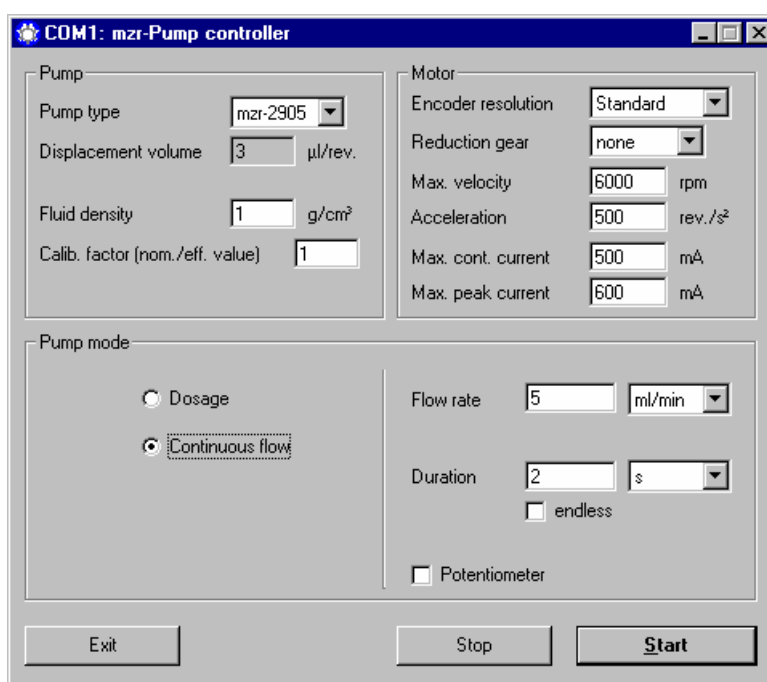 COM1: mzr-Pump controller
Pump
Pump type mzr-2905
Displacement volume 3 µl/rev.
Fluid density 1 g/cm³
Calib. factor (nom./eff. value) 1
Motor
Encoder resolution Standard
Reduction gear none
Max. velocity 6000 rpm
Acceleration 500 rev./s²
Max. cont. current 500 mA
Max. peak current 600 mA
Pump mode
Dosage
Continuous flow
Flow rate 5 ml/min
Duration 2 s
endless
Potentiometer
Exit Stop Start